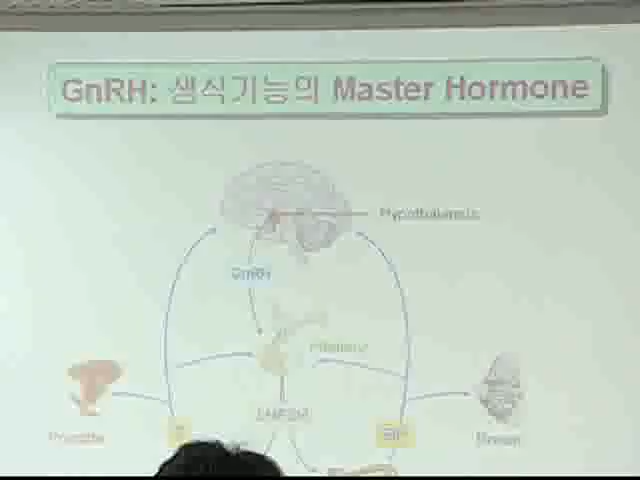 GnRH: 생식기능의 Master Hormone
Hypothalamus
GnRH
Pituitary
LH/FSH
Prostate
Breast